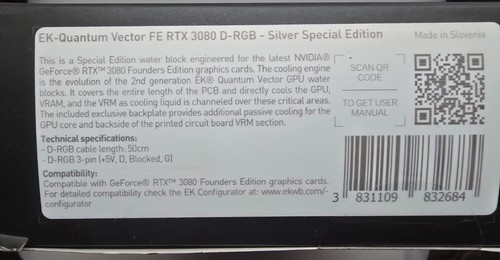 EK-Quantum Vector FE RTX 3080 D-RGB - Silver Special Edition
Made in Slovenia
This is a Special Edition water block engineered for the latest NVIDIA®
GeForce® RTX™ 3080 Founders Edition graphics cards. The cooling engine
is the evolution of the 2nd generation EK® Quantum Vector GPU water
blocks. It covers the entire length of the PCB and directly cools the GPU,
VRAM, and the VRM as cooling liquid is channeled over these critical areas.
The included exclusive backplate provides additional passive cooling for the
GPU core and backside of the printed circuit board VRM section.
SCAN QR
CODE
TO GET USER
MANUAL
Technical specifications:
- D-RGB cable length: 50cm
- D-RGB 3-pin [+5V, D, Blocked, G]
Compatibility:
Compatible with GeForce® RTX™ 3080 Founders Edition graphics cards.
For detailed compatibility check the EK Configurator at: www.ekwb.com/-
configurator
3 831109 832684